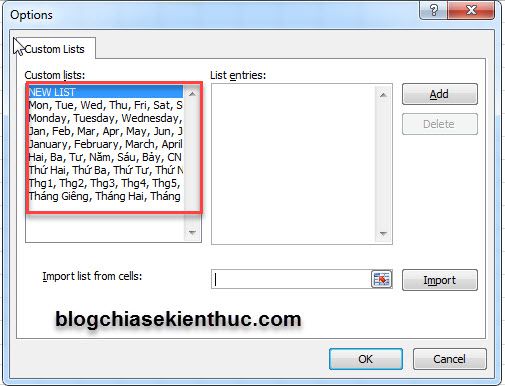 Options
Custom Lists
Custom lists:
List entries:
NEW LIST
Mon, Tue, Wed, Thu, Fri, Sat, S
Monday, Tuesday, Wednesday,
Jan, Feb, Mar, Apr, May, Jun, J
January, February, March, April
Hai, Ba, Tư, Năm, Sáu, Bảy, CN
Thứ Hai, Thứ Ba, Thứ Tư, Thứ N
Thg1, Thg2, Thg3, Thg4, Thg5,
Tháng Giêng, Tháng Hai, Tháng
Add
Delete
Import list from cells:
Import
blogchiasekienthuc.com
OK
Cancel